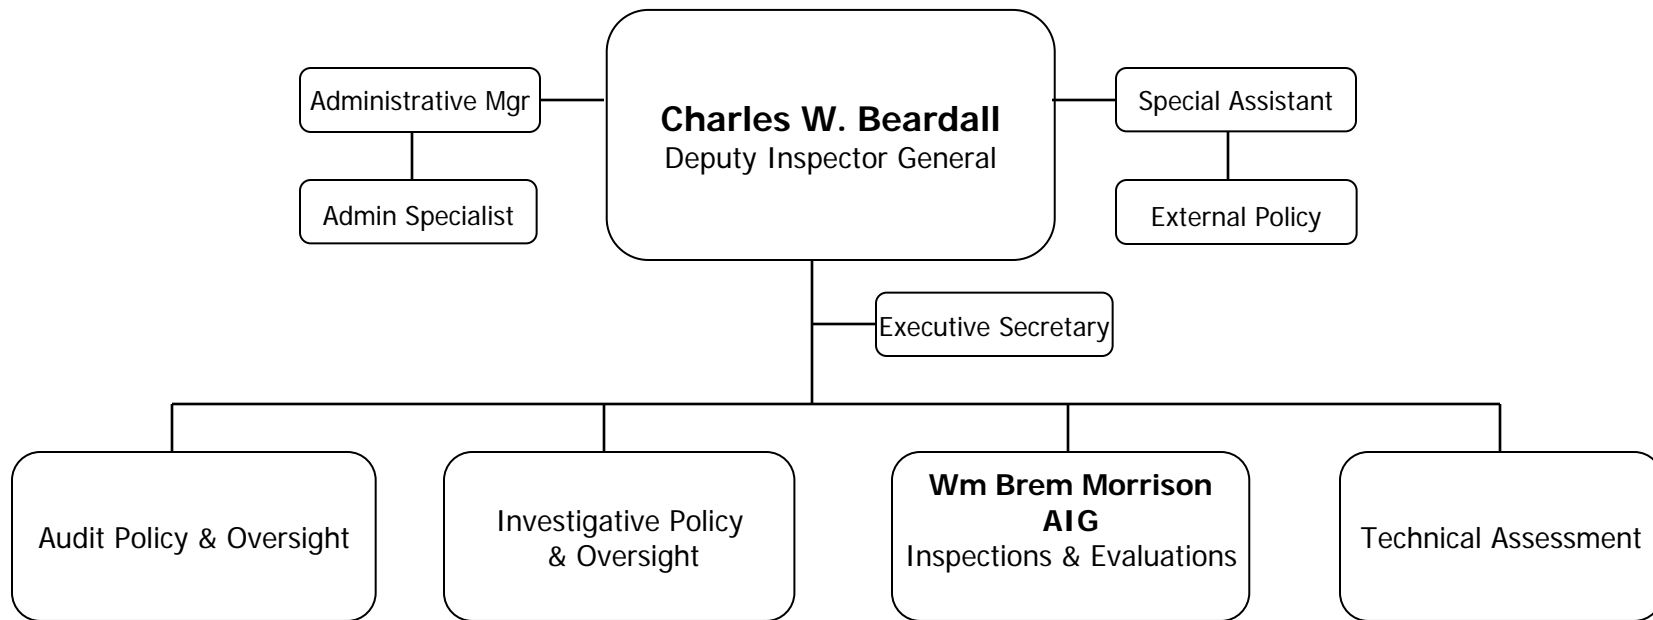 Administrative Mgr
Charles W. Beardall
Deputy Inspector General
Special Assistant
Admin Specialist
External Policy
Executive Secretary
Audit Policy & Oversight
Investigative Policy
& Oversight
Wm Brem Morrison
AIG
Inspections & Evaluations
Technical Assessment